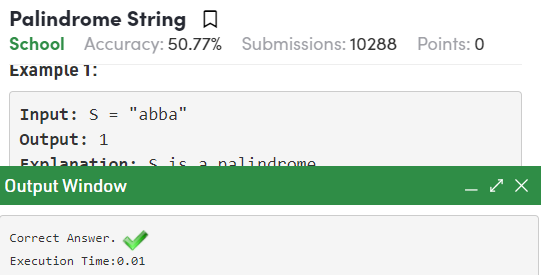 Palindrome String
School Accuracy: 50.77% Submissions: 10288 Points: 0
Example 1:
Input: S = "abba"
Output: 1
Explanation: S is a palindrome
Output Window
Correct Answer.
Execution Time:0.01